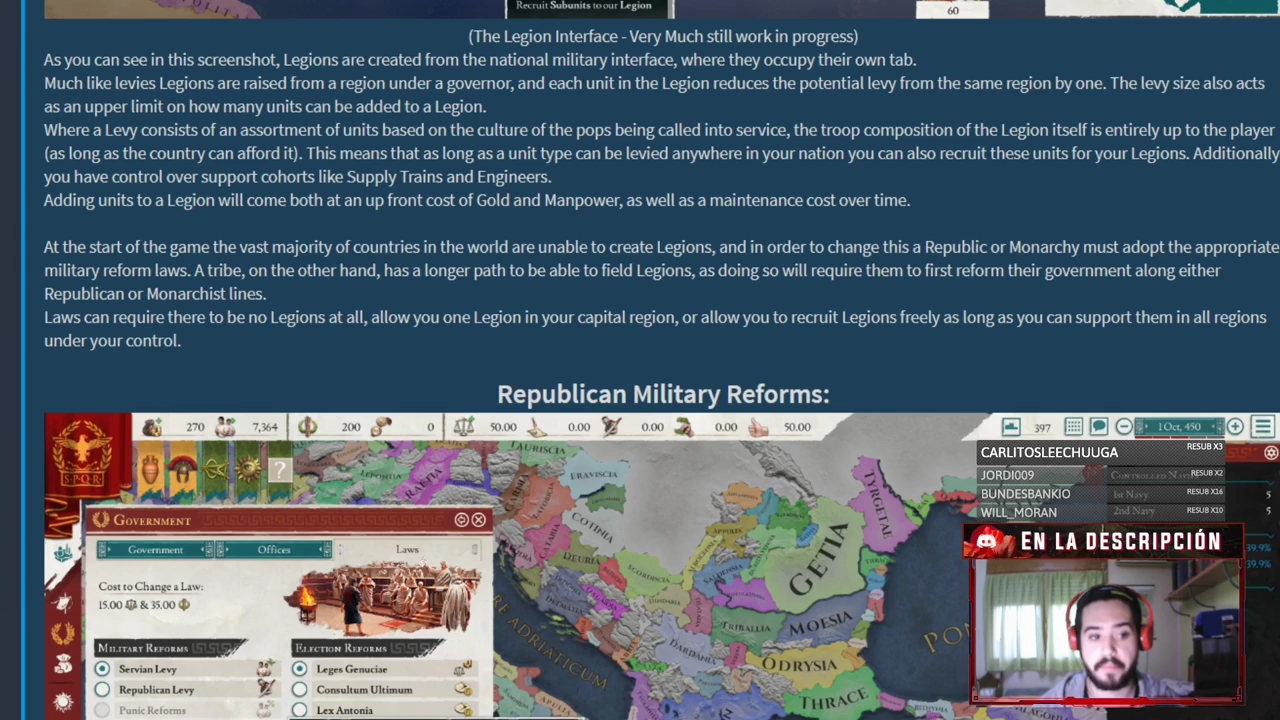 Recruit Subunits to our Legion
60
(The Legion Interface - Very Much still work in progress)
As you can see in this screenshot, Legions are created from the national military interface, where they occupy their own tab.
Much like levies Legions are raised from a region under a governor, and each unit in the Legion reduces the potential levy from the same region by one. The levy size also acts
as an upper limit on how many units can be added to a Legion.
Where a Levy consists of an assortment of units based on the culture of the pops being called into service, the troop composition of the Legion itself is entirely up to the player
(as long as the country can afford it). This means that as long as a unit type can be levied anywhere in your nation you can also recruit these units for your Legions. Additionally
you have control over support cohorts like Supply Trains and Engineers.
Adding units to a Legion will come both at an up front cost of Gold and Manpower, as well as a maintenance cost over time.
At the start of the game the vast majority of countries in the world are unable to create Legions, and in order to change this a Republic or Monarchy must adopt the appropriate
military reform laws. A tribe, on the other hand, has a longer path to be able to field Legions, as doing so will require them to first reform their government along either
Republican or Monarchist lines.
Laws can require there to be no Legions at all, allow you one Legion in your capital region, or allow you to recruit Legions freely as long as you can support them in all regions
under your control.
Republican Military Reforms:
270 7,364 200 0 50.00 0.00 0.00 0.00 50.00 397 1 Oct, 450
S·P·Q·R
?
LAURISCIA
ERAVISCIA
LEPONTIA
RAETIA
COTINIA
TYRGETAE
GETIA
DEURIA
SCORDISCIA
TRIBALLIA
MOESIA
DARDANIA
ODRYSIA
THRACE
ADRIATICUM
GOVERNMENT
Government Offices Laws
Cost to Change a Law:
15.00 & 35.00
MILITARY REFORMS ELECTION REFORMS
Servian Levy Leges Genuciae
Republican Levy Consultum Ultimum
Punic Reforms Lex Antonia
CARLITOSLEECHUUGA RESUB X3
JORDI009 RESUB X2
BUNDESBANKIO RESUB X16
WILL_MORAN RESUB X10
1st Navy 5
2nd Navy 5
EN LA DESCRIPCIÓN
39.9%
39.9%